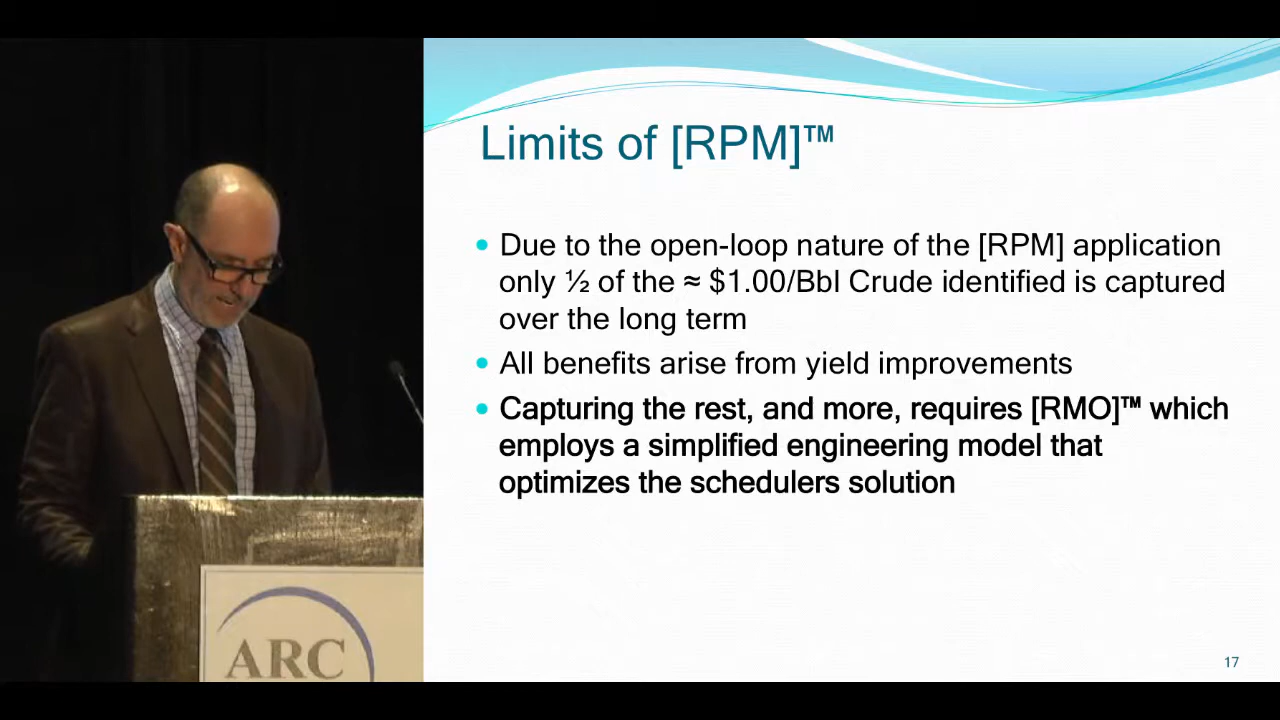 Limits of [RPM]™
• Due to the open-loop nature of the [RPM] application
only ½ of the ≈ $1.00/Bbl Crude identified is captured
over the long term
• All benefits arise from yield improvements
• Capturing the rest, and more, requires [RMO]™ which
employs a simplified engineering model that
optimizes the schedulers solution
17
ARC